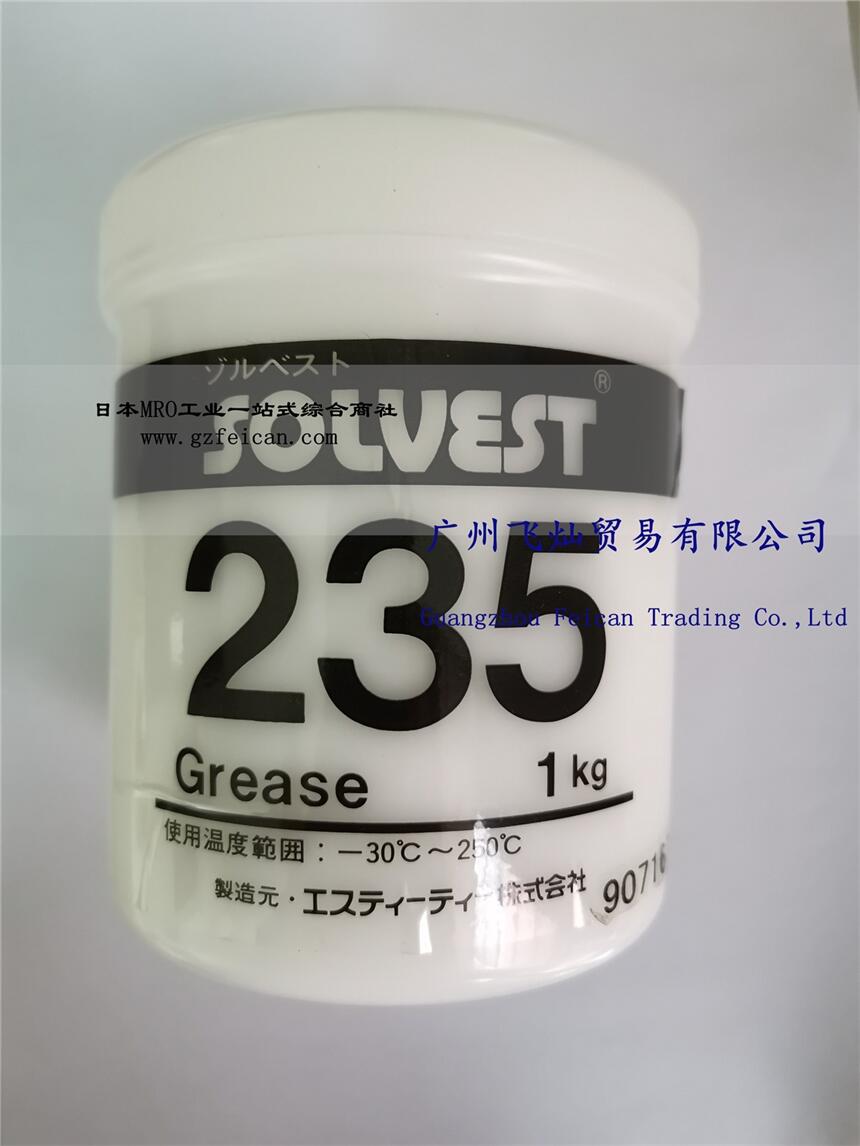 ゾルベスト
SOLVEST®
日本MRO工业一站式综合商社
www.gzfeican.com
235
广州飞灿贸易有限公司
Guangzhou Feican Trading Co.,Ltd
Grease 1kg
使用温度範囲：－30℃～250℃
製造元・エスティーティー株式会社
90716